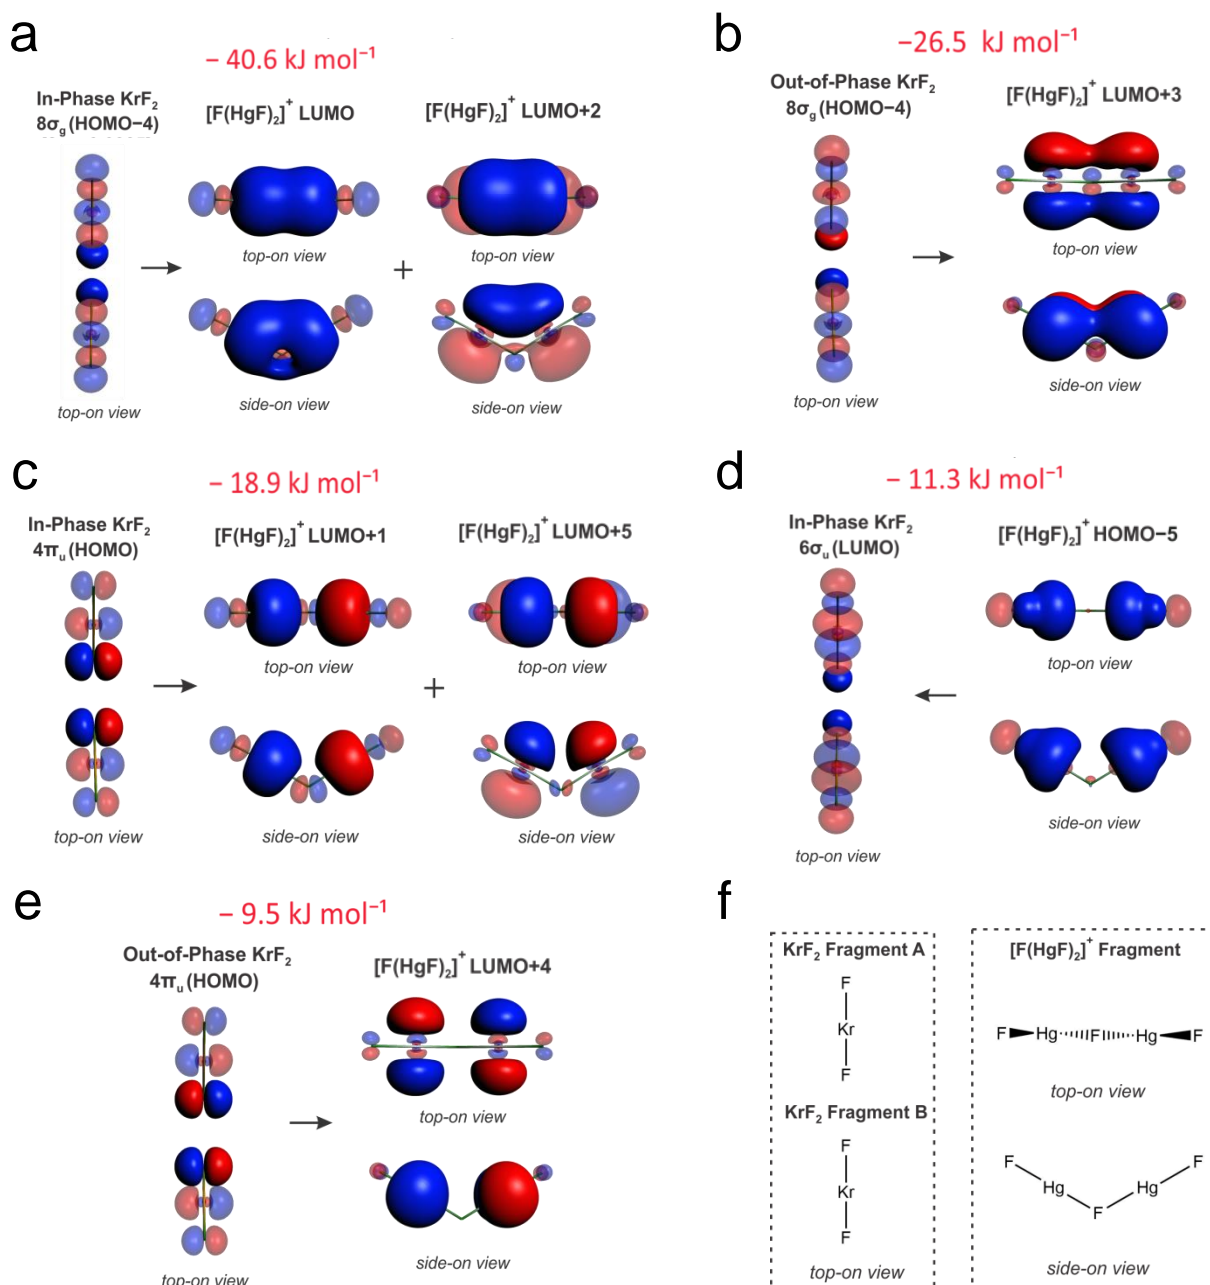 a
− 40.6 kJ mol⁻¹
In-Phase KrF₂
8σg (HOMO−4)
[F(HgF)₂]⁺ LUMO
[F(HgF)₂]⁺ LUMO+2
top-on view
top-on view
+
side-on view
side-on view
top-on view
b
−26.5 kJ mol⁻¹
Out-of-Phase KrF₂
8σg (HOMO−4)
[F(HgF)₂]⁺ LUMO+3
top-on view
side-on view
top-on view
c
− 18.9 kJ mol⁻¹
In-Phase KrF₂
4πu (HOMO)
[F(HgF)₂]⁺ LUMO+1
[F(HgF)₂]⁺ LUMO+5
top-on view
top-on view
+
top-on view
side-on view
side-on view
d
− 11.3 kJ mol⁻¹
In-Phase KrF₂
6σu (LUMO)
[F(HgF)₂]⁺ HOMO−5
top-on view
side-on view
top-on view
e
− 9.5 kJ mol⁻¹
Out-of-Phase KrF₂
4πu (HOMO)
[F(HgF)₂]⁺ LUMO+4
top-on view
side-on view
top-on view
f
KrF₂ Fragment A
F
Kr
F
KrF₂ Fragment B
F
Kr
F
top-on view
[F(HgF)₂]⁺ Fragment
F Hg F Hg F
top-on view
F F
Hg Hg
F
side-on view